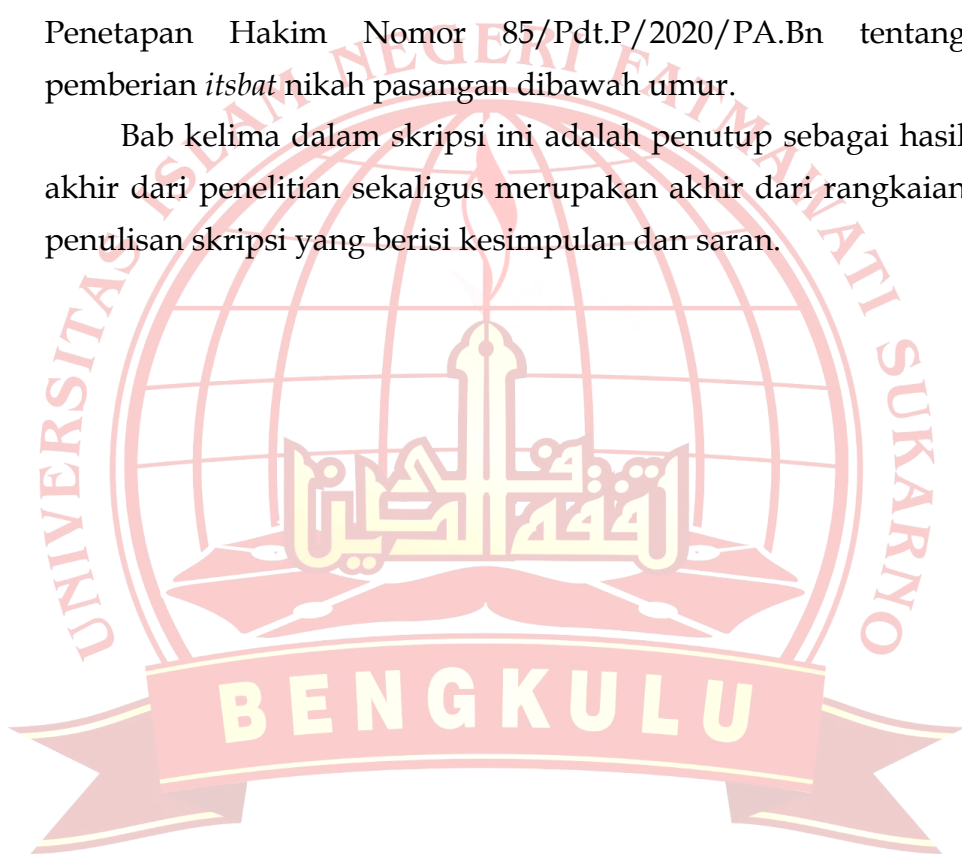 Penetapan Hakim Nomor 85/Pdt.P/2020/PA.Bn tentang
pemberian itsbat nikah pasangan dibawah umur.
Bab kelima dalam skripsi ini adalah penutup sebagai hasil
akhir dari penelitian sekaligus merupakan akhir dari rangkaian
penulisan skripsi yang berisi kesimpulan dan saran.
UNIVERSITAS ISLAM NEGERI FATMAWATI SUKARNO
BENGKULU